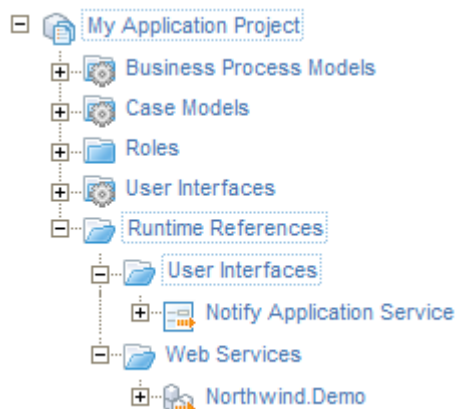 My Application Project
Business Process Models
Case Models
Roles
User Interfaces
Runtime References
User Interfaces
Notify Application Service
Web Services
Northwind.Demo